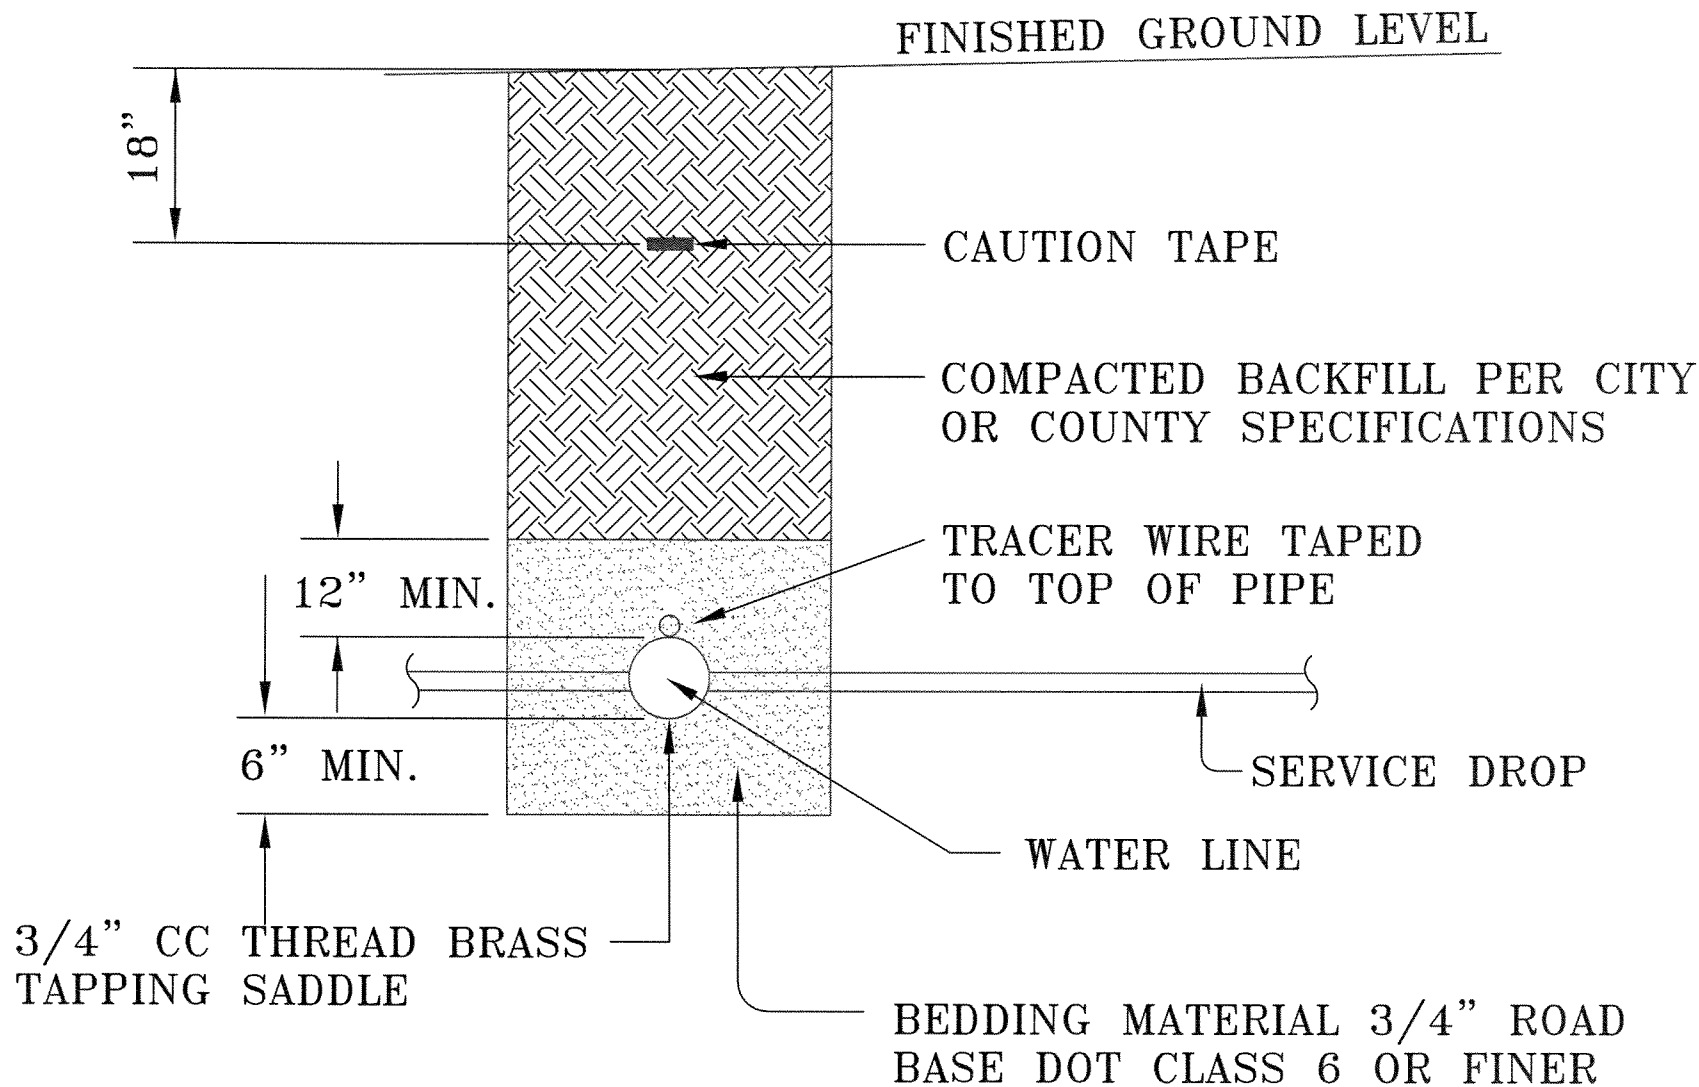 FINISHED GROUND LEVEL
18”
CAUTION TAPE
COMPACTED BACKFILL PER CITY
OR COUNTY SPECIFICATIONS
TRACER WIRE TAPED
TO TOP OF PIPE
12” MIN.
6” MIN.
SERVICE DROP
WATER LINE
3/4” CC THREAD BRASS
TAPPING SADDLE
BEDDING MATERIAL 3/4” ROAD
BASE DOT CLASS 6 OR FINER